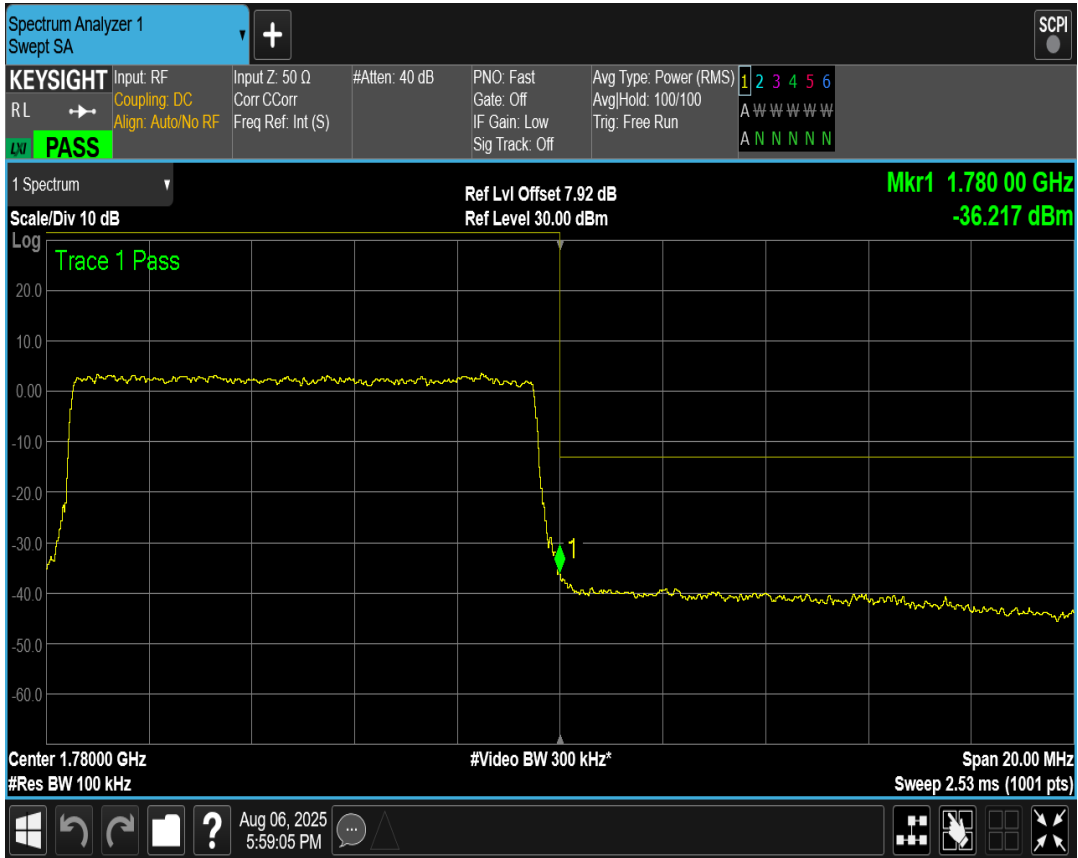 Spectrum Analyzer 1
Swept SA
+
SCPI
KEYSIGHT
RL
LXI PASS
Input: RF
Coupling: DC
Align: Auto/No RF
Input Z: 50 Ω
Corr CCorr
Freq Ref: Int (S)
#Atten: 40 dB
PNO: Fast
Gate: Off
IF Gain: Low
Sig Track: Off
Avg Type: Power (RMS)
Avg|Hold: 100/100
Trig: Free Run
1 2 3 4 5 6
A W W W W W
A N N N N N
1 Spectrum
Scale/Div 10 dB
Ref Lvl Offset 7.92 dB
Ref Level 30.00 dBm
Mkr1 1.780 00 GHz
-36.217 dBm
Log
Trace 1 Pass
20.0
10.0
0.00
-10.0
-20.0
-30.0
-40.0
-50.0
-60.0
1
Center 1.78000 GHz
#Res BW 100 kHz
#Video BW 300 kHz*
Span 20.00 MHz
Sweep 2.53 ms (1001 pts)
?
Aug 06, 2025
5:59:05 PM